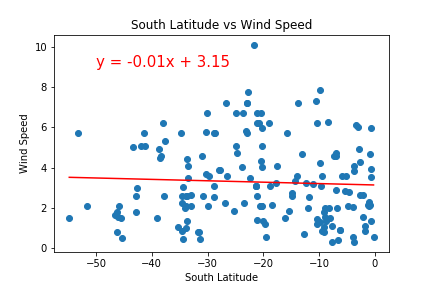 South Latitude vs Wind Speed
10
8
6
4
2
0
Wind Speed
y = -0.01x + 3.15
−50 −40 −30 −20 −10 0
South Latitude